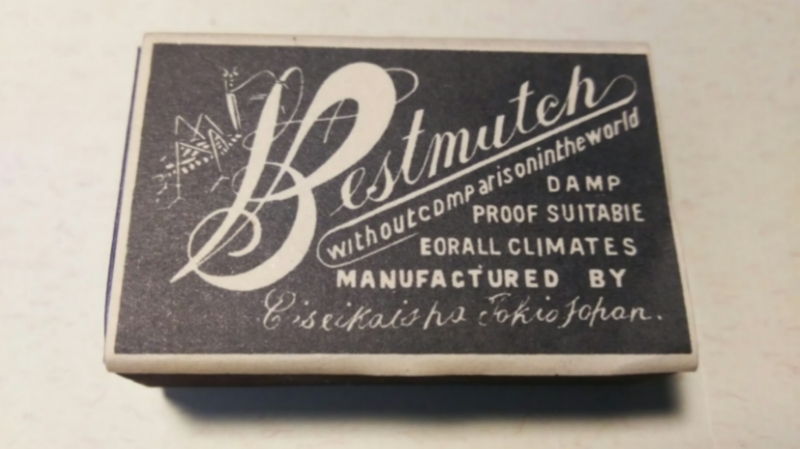 Bestmutch
withoutcomparisonintheworld
DAMP
PROOF SUITABIE
EORALL CLIMATES
MANUFACTURED BY
Eiseikaisha Tokio Japan.